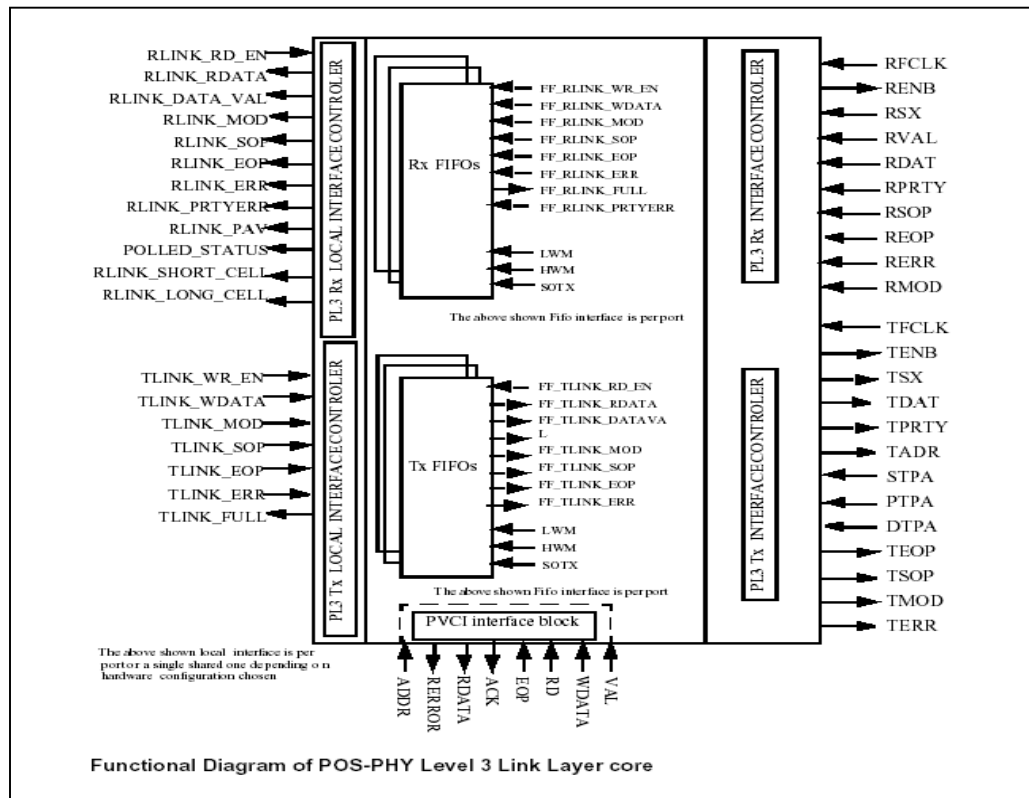 RLINK_RD_EN
RLINK_RDATA
RLINK_DATA_VAL
RLINK_MOD
RLINK_SOP
RLINK_EOP
RLINK_ERR
RLINK_PRTYERR
RLINK_PAV
POLLED_STATUS
RLINK_SHORT_CELL
RLINK_LONG_CELL
PL3 Rx LOCAL INTERFACE CONTROLER
Rx FIFOs
FF_RLINK_WR_EN
FF_RLINK_WDATA
FF_RLINK_MOD
FF_RLINK_SOP
FF_RLINK_EOP
FF_RLINK_ERR
FF_RLINK_FULL
FF_RLINK_PRTYERR
LWM
HWM
SOTX
The above shown Fifo interface is per port
PL3 Rx INTERFACE CONTROLER
RFCLK
RENB
RSX
RVAL
RDAT
RPRTY
RSOP
REOP
RERR
RMOD
TLINK_WR_EN
TLINK_WDATA
TLINK_MOD
TLINK_SOP
TLINK_EOP
TLINK_ERR
TLINK_FULL
PL3 Tx LOCAL INTERFACE CONTROLER
Tx FIFOs
FF_TLINK_RD_EN
FF_TLINK_RDATA
FF_TLINK_DATAVA
L
FF_TLINK_MOD
FF_TLINK_SOP
FF_TLINK_EOP
FF_TLINK_ERR
LWM
HWM
SOTX
The above shown Fifo interface is per port
PL3 Tx INTERFACE CONTROLER
TFCLK
TENB
TSX
TDAT
TPRTY
TADR
STPA
PTPA
DTPA
TEOP
TSOP
TMOD
TERR
PVCI interface block
ADDR
RERROR
RDATA
ACK
EOP
RD
WDATA
VAL
The above shown local interface is per
port or a single shared one depending on
hardware configuration chosen
Functional Diagram of POS-PHY Level 3 Link Layer core